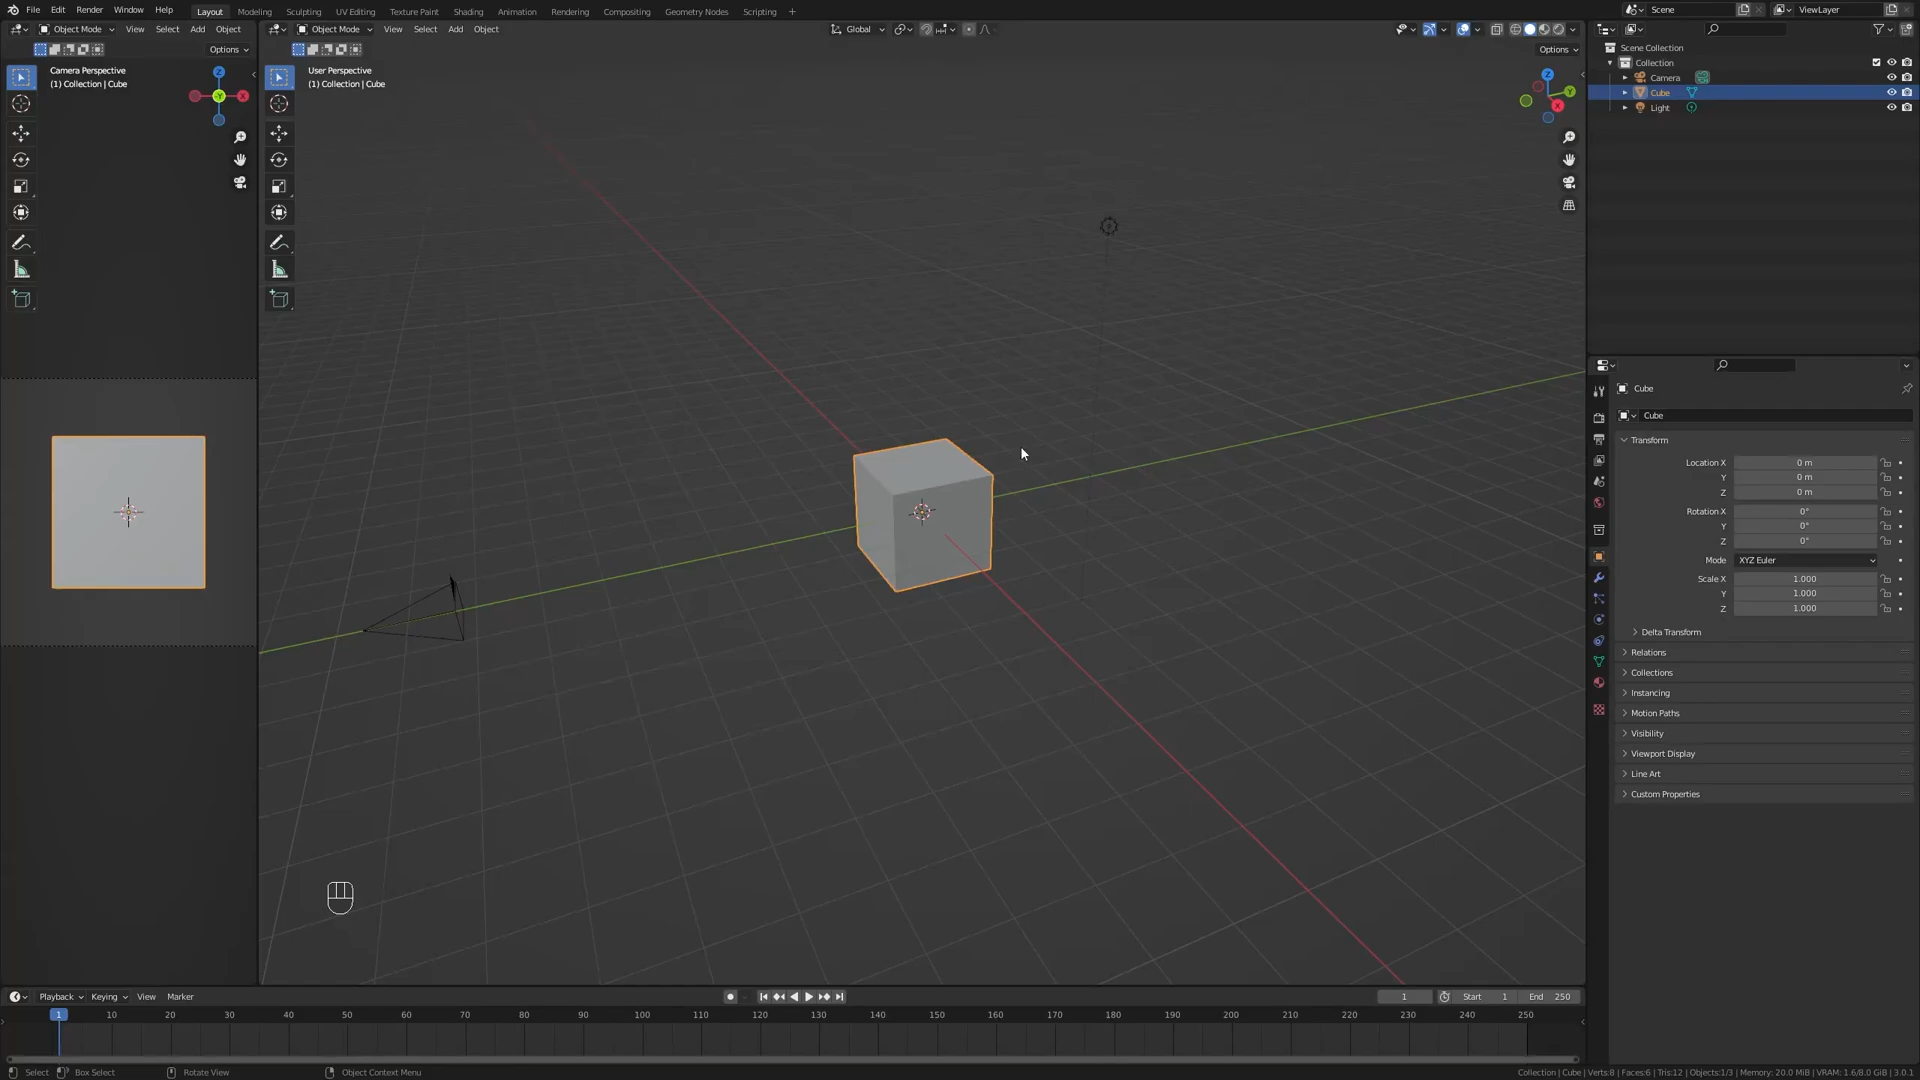 File Edit Render Window Help Layout Modeling Sculpting UV Editing Texture Paint Shading Animation Rendering Compositing Geometry Nodes Scripting + Scene ViewLayer
Object Mode View Select Add Object
Options
Camera Perspective
(1) Collection | Cube
Z
-Y
X
Object Mode View Select Add Object Global
Options
User Perspective
(1) Collection | Cube
Z
Y
X
Scene Collection
Collection
Camera
Cube
Light
Cube
Cube
Transform
Location X 0 m
Y 0 m
Z 0 m
Rotation X 0°
Y 0°
Z 0°
Mode XYZ Euler
Scale X 1.000
Y 1.000
Z 1.000
Delta Transform
Relations
Collections
Instancing
Motion Paths
Visibility
Viewport Display
Line Art
Custom Properties
Playback Keying View Marker 1 Start 1 End 250
1 10 20 30 40 50 60 70 80 90 100 110 120 130 140 150 160 170 180 190 200 210 220 230 240 250
Select Box Select Rotate View Object Context Menu Collection | Cube | Verts:8 | Faces:6 | Tris:12 | Objects:1/3 | Memory: 20.0 MiB | VRAM: 1.6/8.0 GiB | 3.0.1